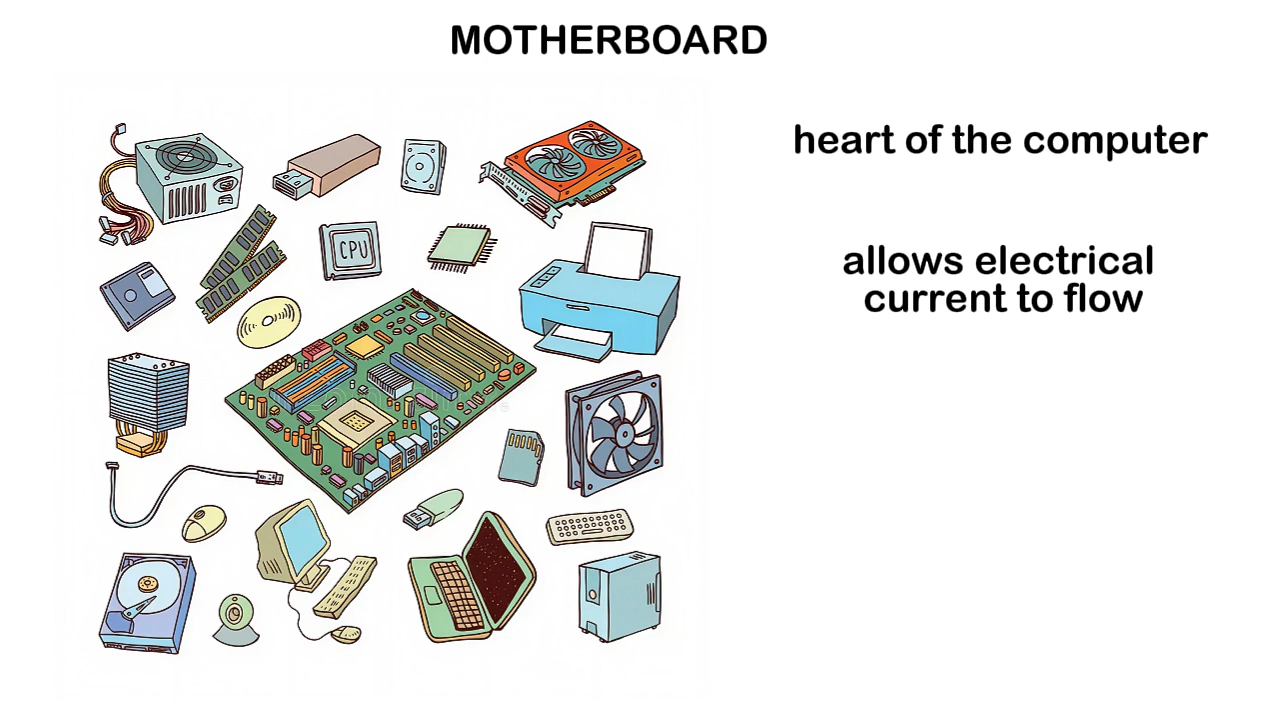 MOTHERBOARD
heart of the computer
allows electrical
current to flow
CPU